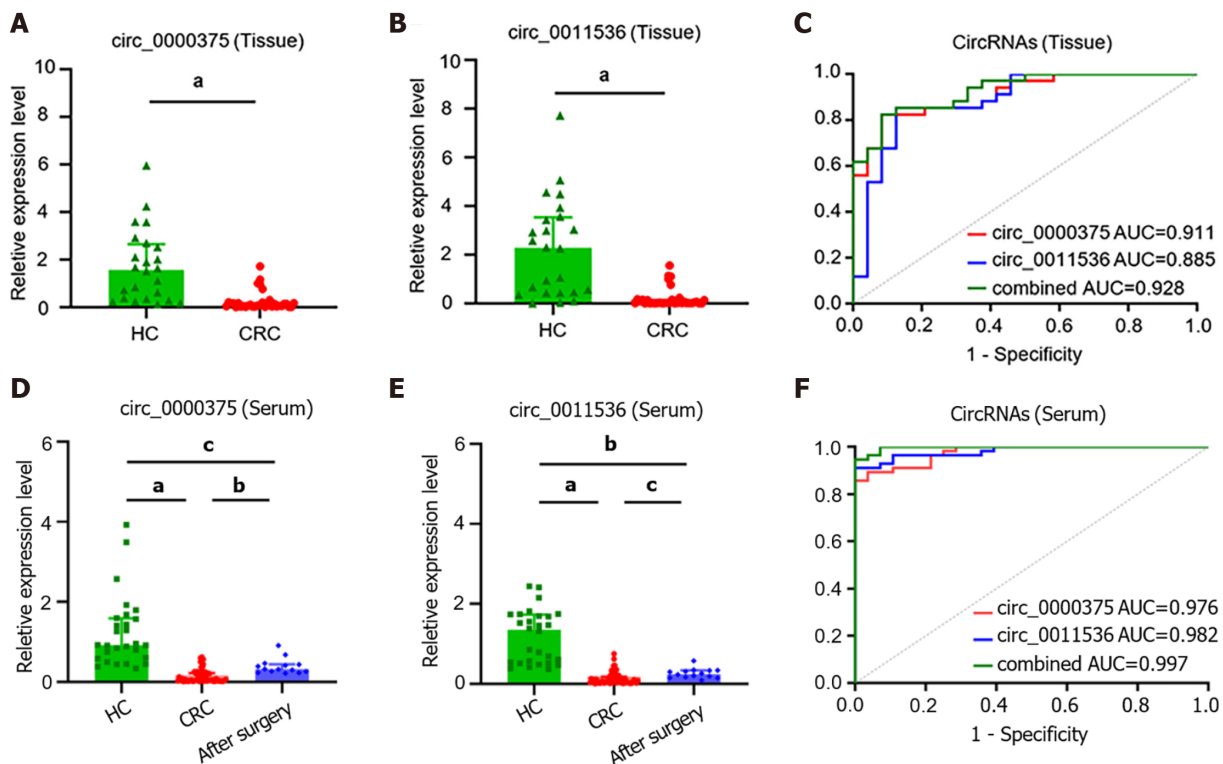 A
circ_0000375 (Tissue)
Reletive expression level
10
8
6
4
2
0
a
HC
CRC
B
circ_0011536 (Tissue)
Reletive expression level
10
8
6
4
2
0
a
HC
CRC
C
CircRNAs (Tissue)
1.0
0.8
0.6
0.4
0.2
0.0
circ_0000375 AUC=0.911
circ_0011536 AUC=0.885
combined AUC=0.928
0.0
0.2
0.4
0.6
0.8
1.0
1 - Specificity
D
circ_0000375 (Serum)
Reletive expression level
6
4
2
0
c
a
b
HC
CRC
After surgery
E
circ_0011536 (Serum)
Reletive expression level
6
4
2
0
b
a
c
HC
CRC
After surgery
F
CircRNAs (Serum)
1.0
0.8
0.6
0.4
0.2
0.0
circ_0000375 AUC=0.976
circ_0011536 AUC=0.982
combined AUC=0.997
0.0
0.2
0.4
0.6
0.8
1.0
1 - Specificity